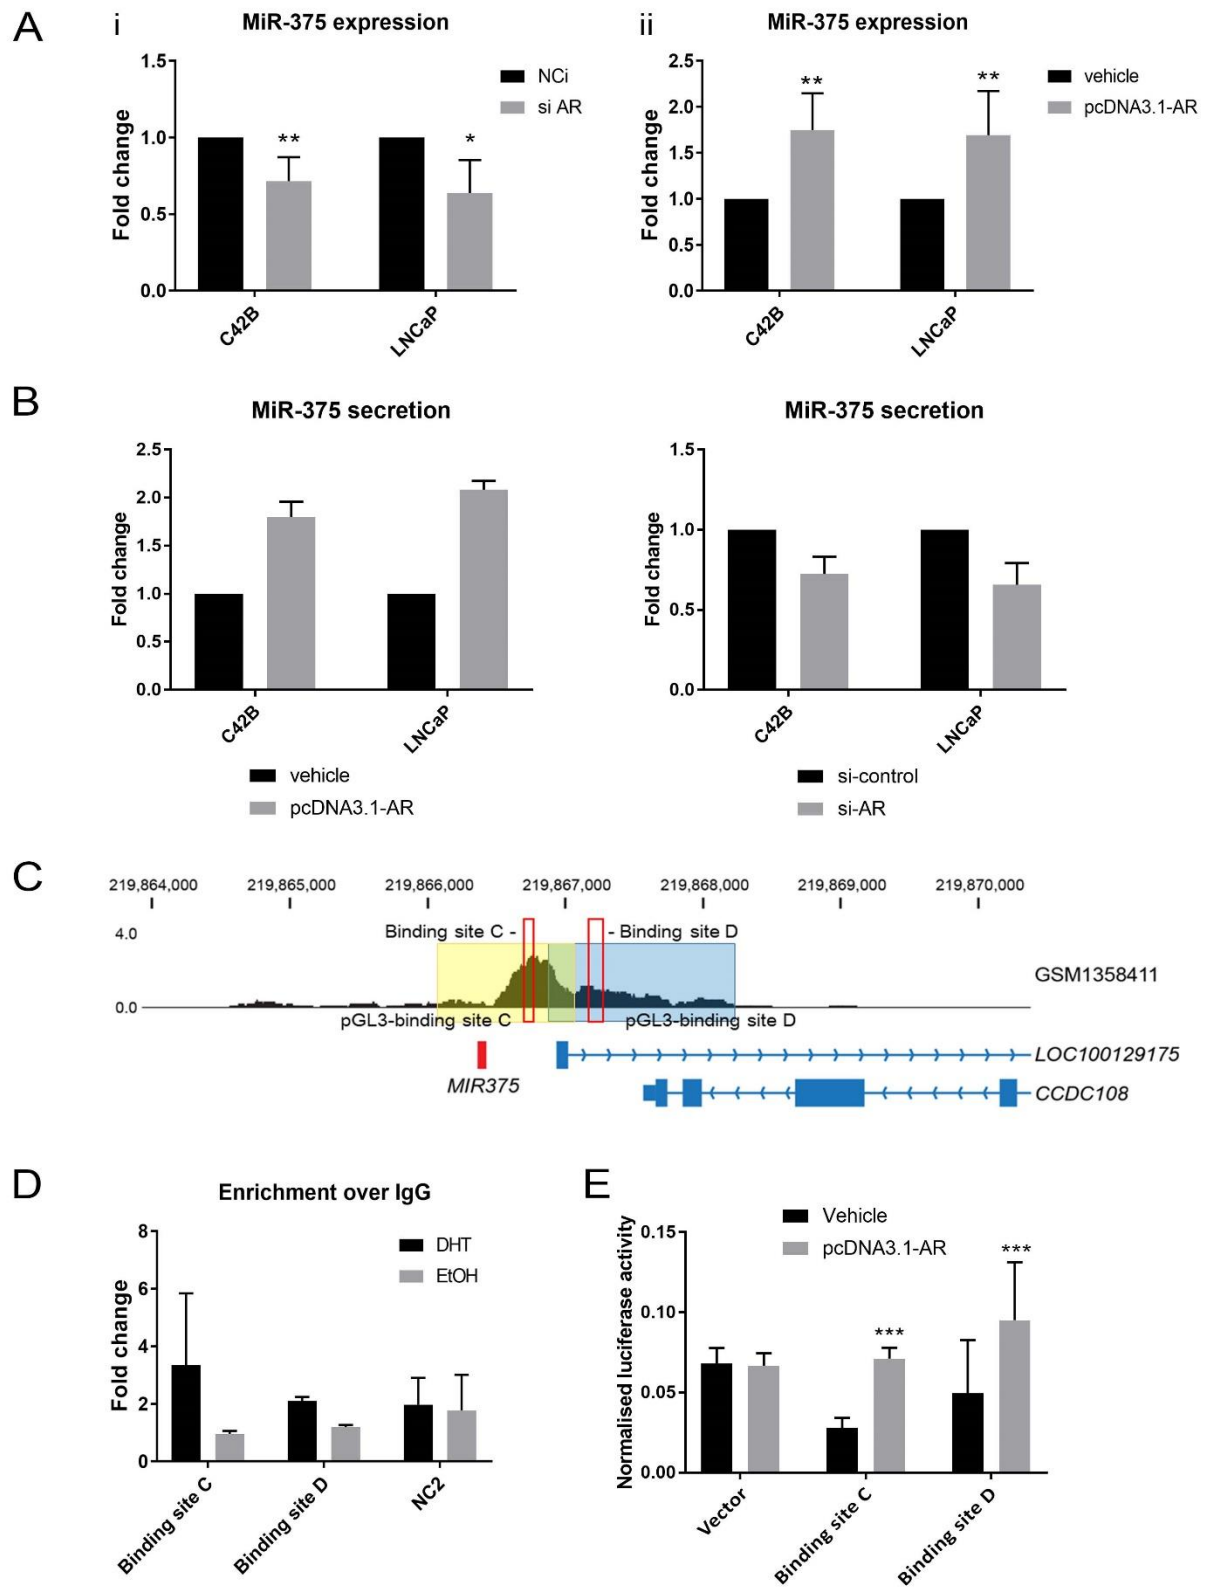 A
i
MiR-375 expression
1.5
1.0
0.5
0.0
Fold change
**
*
NCi
si AR
C42B
LNCaP
ii
MiR-375 expression
2.5
2.0
1.5
1.0
0.5
0.0
Fold change
**
**
vehicle
pcDNA3.1-AR
C42B
LNCaP
B
MiR-375 secretion
2.5
2.0
1.5
1.0
0.5
0.0
Fold change
C42B
LNCaP
vehicle
pcDNA3.1-AR
MiR-375 secretion
1.5
1.0
0.5
0.0
Fold change
C42B
LNCaP
si-control
si-AR
C
219,864,000 219,865,000 219,866,000 219,867,000 219,868,000 219,869,000 219,870,000
4.0
Binding site C - - Binding site D
GSM1358411
0.0
pGL3-binding site C pGL3-binding site D
LOC100129175
MIR375
CCDC108
D
Enrichment over IgG
8
6
4
2
0
Fold change
DHT
EtOH
Binding site C
Binding site D
NC2
E
Vehicle
pcDNA3.1-AR
0.15
0.10
0.05
0.00
Normalised luciferase activity
***
***
Vector
Binding site C
Binding site D